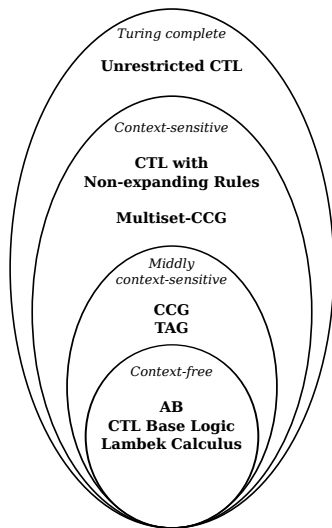 Turing complete
Unrestricted CTL
Context-sensitive
CTL with
Non-expanding Rules
Multiset-CCG
Middly
context-sensitive
CCG
TAG
Context-free
AB
CTL Base Logic
Lambek Calculus